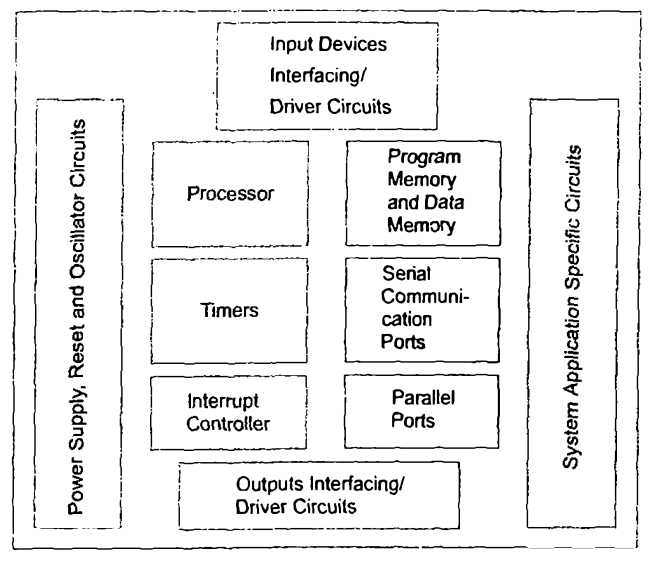 Input Devices
Interfacing/
Driver Circuits
Power Supply, Reset and Oscillator Circuits
Processor
Program
Memory
and Data
Memory
System Application Specific Circuits
Timers
Serial
Communi-
cation
Ports
Interrupt
Controller
Parallel
Ports
Outputs Interfacing/
Driver Circuits